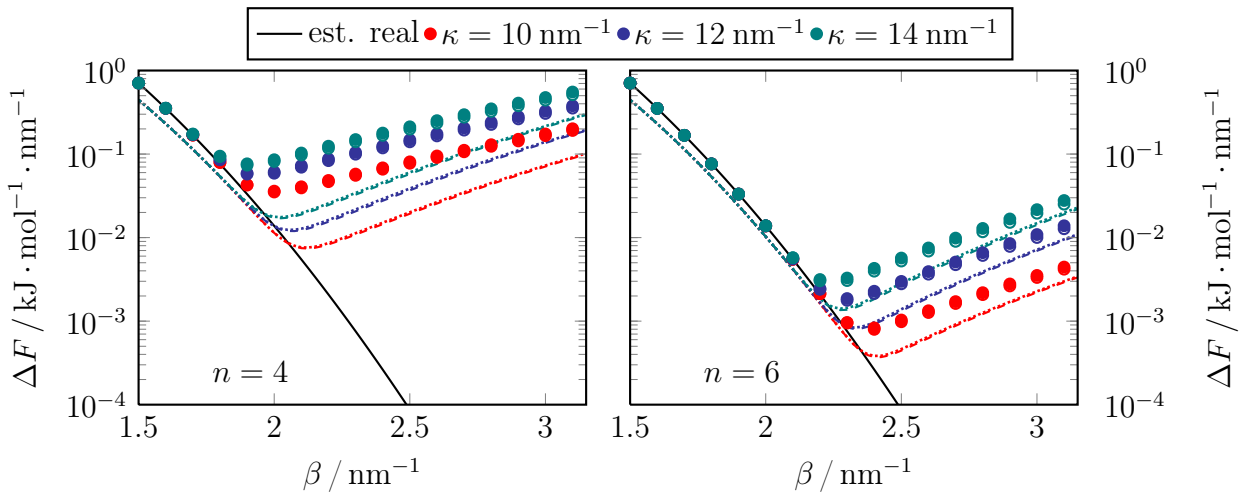 est. real κ = 10 nm⁻¹ κ = 12 nm⁻¹ κ = 14 nm⁻¹
ΔF / kJ · mol⁻¹ · nm⁻¹
10⁰
10⁻¹
10⁻²
10⁻³
10⁻⁴
n = 4
1.5 2 2.5 3
β / nm⁻¹
n = 6
1.5 2 2.5 3
β / nm⁻¹
10⁰
10⁻¹
10⁻²
10⁻³
10⁻⁴
ΔF / kJ · mol⁻¹ · nm⁻¹